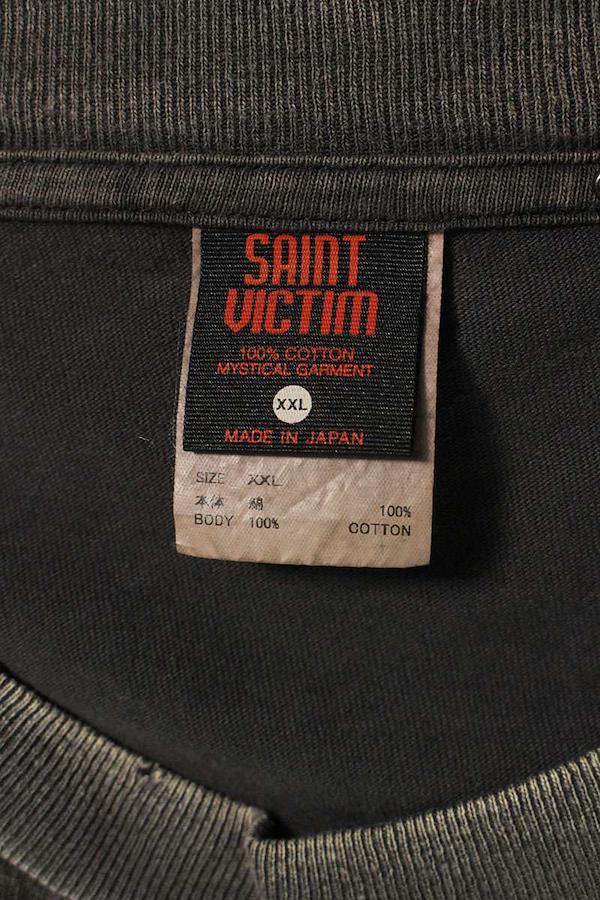 SAINT
VICTIM
100% COTTON
MYSTICAL GARMENT
XXL
MADE IN JAPAN
SIZE XXL
本体 綿 100%
BODY 100% COTTON